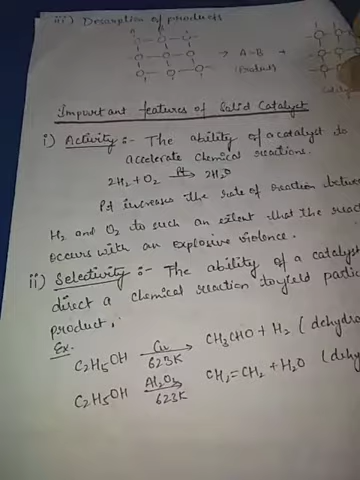 iii) Desorption of products
→ A-B +
(Product)
Important features of Solid Catalyst
i) Activity :- The ability of a catalyst to
accelerate chemical reactions.
2H₂ + O₂ Pt→ 2H₂O
Pt increases the rate of reaction between
H₂ and O₂ to such an extent that the reac
occurs with an explosive violence.
ii) Selectivity :- The ability of a catalys
direct a chemical reaction to yield partic
product,
Ex.
C₂H₅OH Cu→ 623K CH₃CHO + H₂ (dehydro
C₂H₅OH Al₂O₃→ 623K CH₂=CH₂ + H₂O (dehy